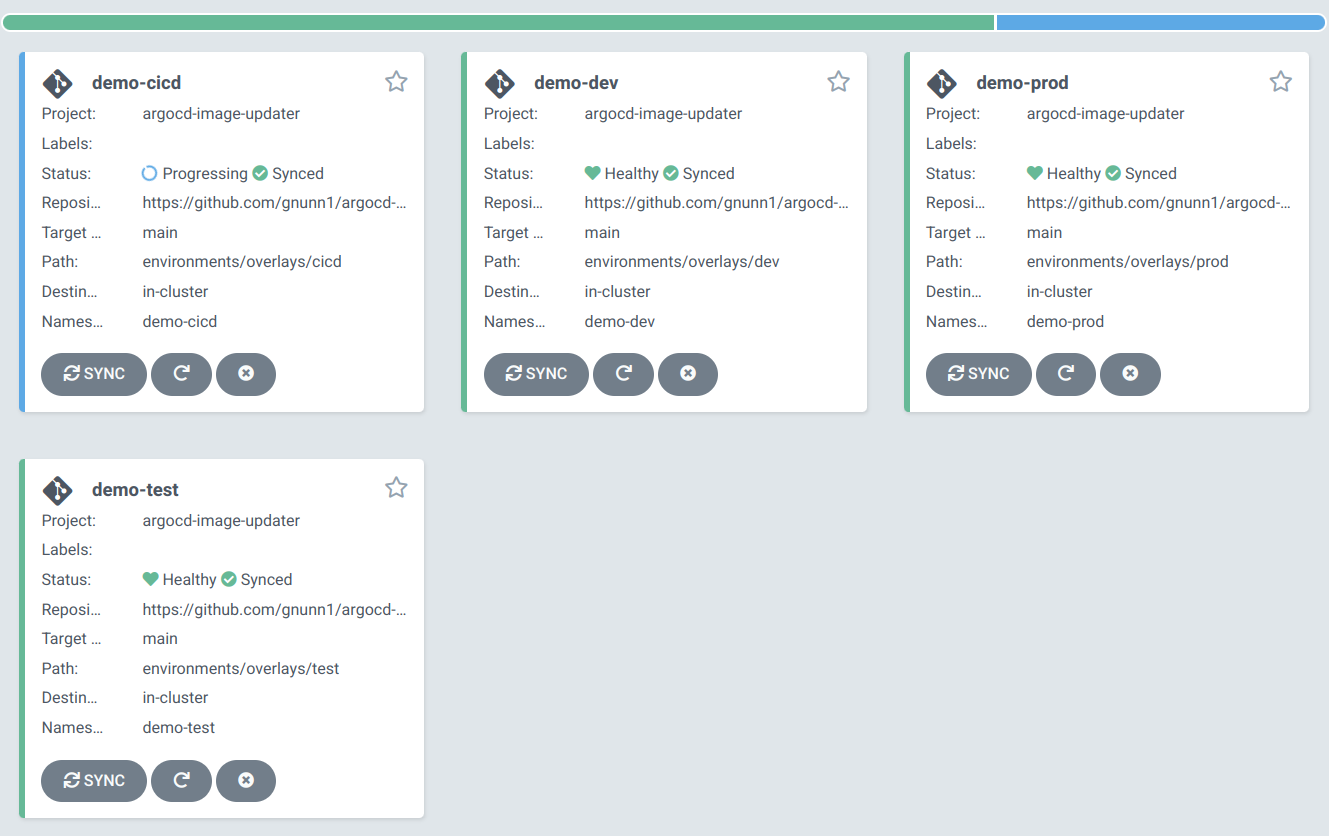 demo-cicd
Project: argocd-image-updater
Labels:
Status: Progressing Synced
Reposi... https://github.com/gnunn1/argocd-...
Target ... main
Path: environments/overlays/cicd
Destin... in-cluster
Names... demo-cicd
SYNC
demo-dev
Project: argocd-image-updater
Labels:
Status: Healthy Synced
Reposi... https://github.com/gnunn1/argocd-...
Target ... main
Path: environments/overlays/dev
Destin... in-cluster
Names... demo-dev
SYNC
demo-prod
Project: argocd-image-updater
Labels:
Status: Healthy Synced
Reposi... https://github.com/gnunn1/argocd-...
Target ... main
Path: environments/overlays/prod
Destin... in-cluster
Names... demo-prod
SYNC
demo-test
Project: argocd-image-updater
Labels:
Status: Healthy Synced
Reposi... https://github.com/gnunn1/argocd-...
Target ... main
Path: environments/overlays/test
Destin... in-cluster
Names... demo-test
SYNC